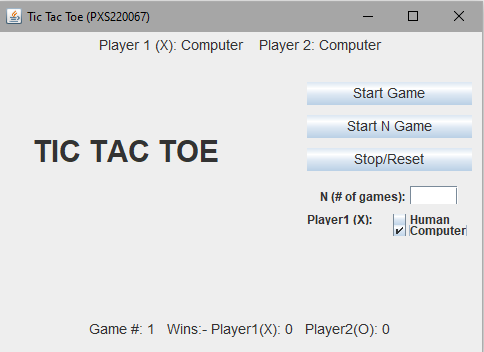 Tic Tac Toe (PXS220067)
Player 1 (X): Computer Player 2: Computer
Start Game
Start N Game
TIC TAC TOE
Stop/Reset
N (# of games):
Player1 (X): Human
Computer
Game #: 1 Wins:- Player1(X): 0 Player2(O): 0